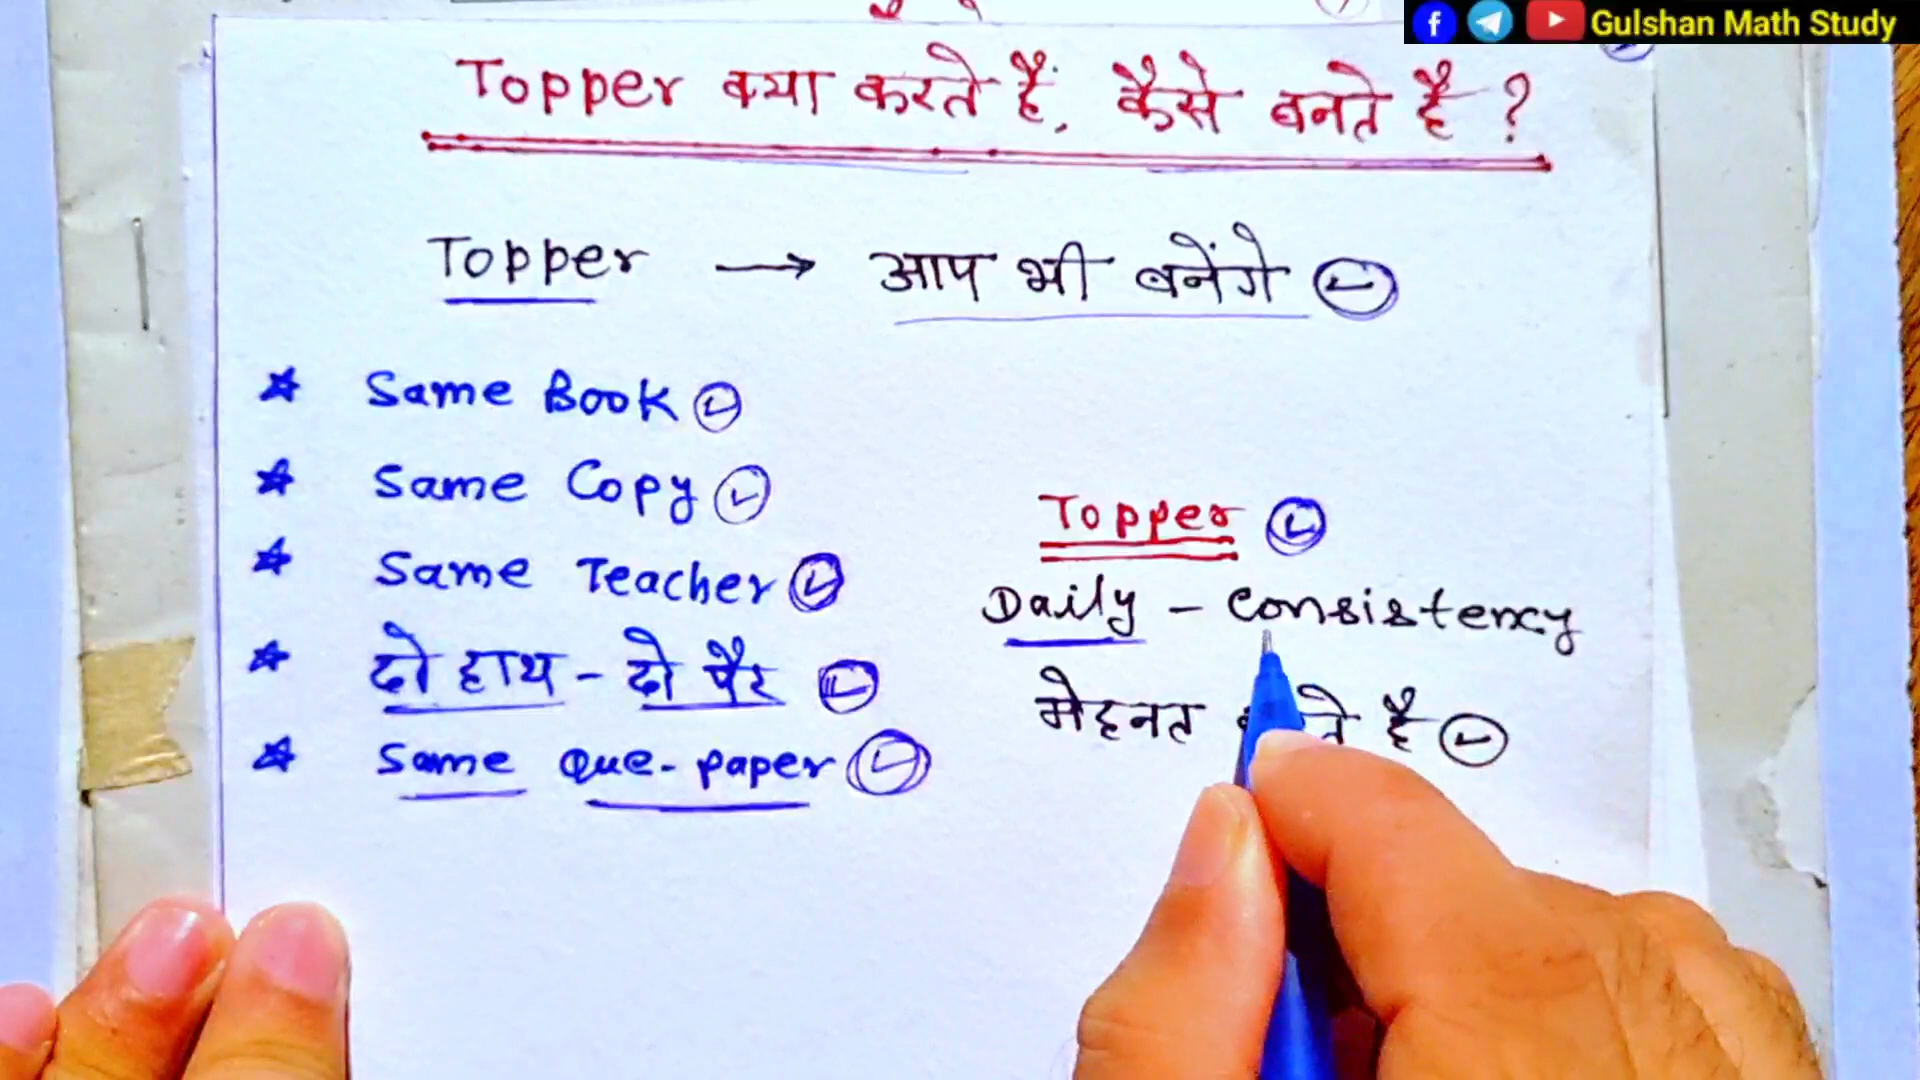 Gulshan Math Study
Topper क्या करते हैं, कैसे बनते है ?
Topper → आप भी बनेंगे
★ Same Book
★ Same Copy
★ Same Teacher
★ दो हाथ - दो पैर
★ Same Que-paper
Topper
Daily - Consistency
मेहनत है